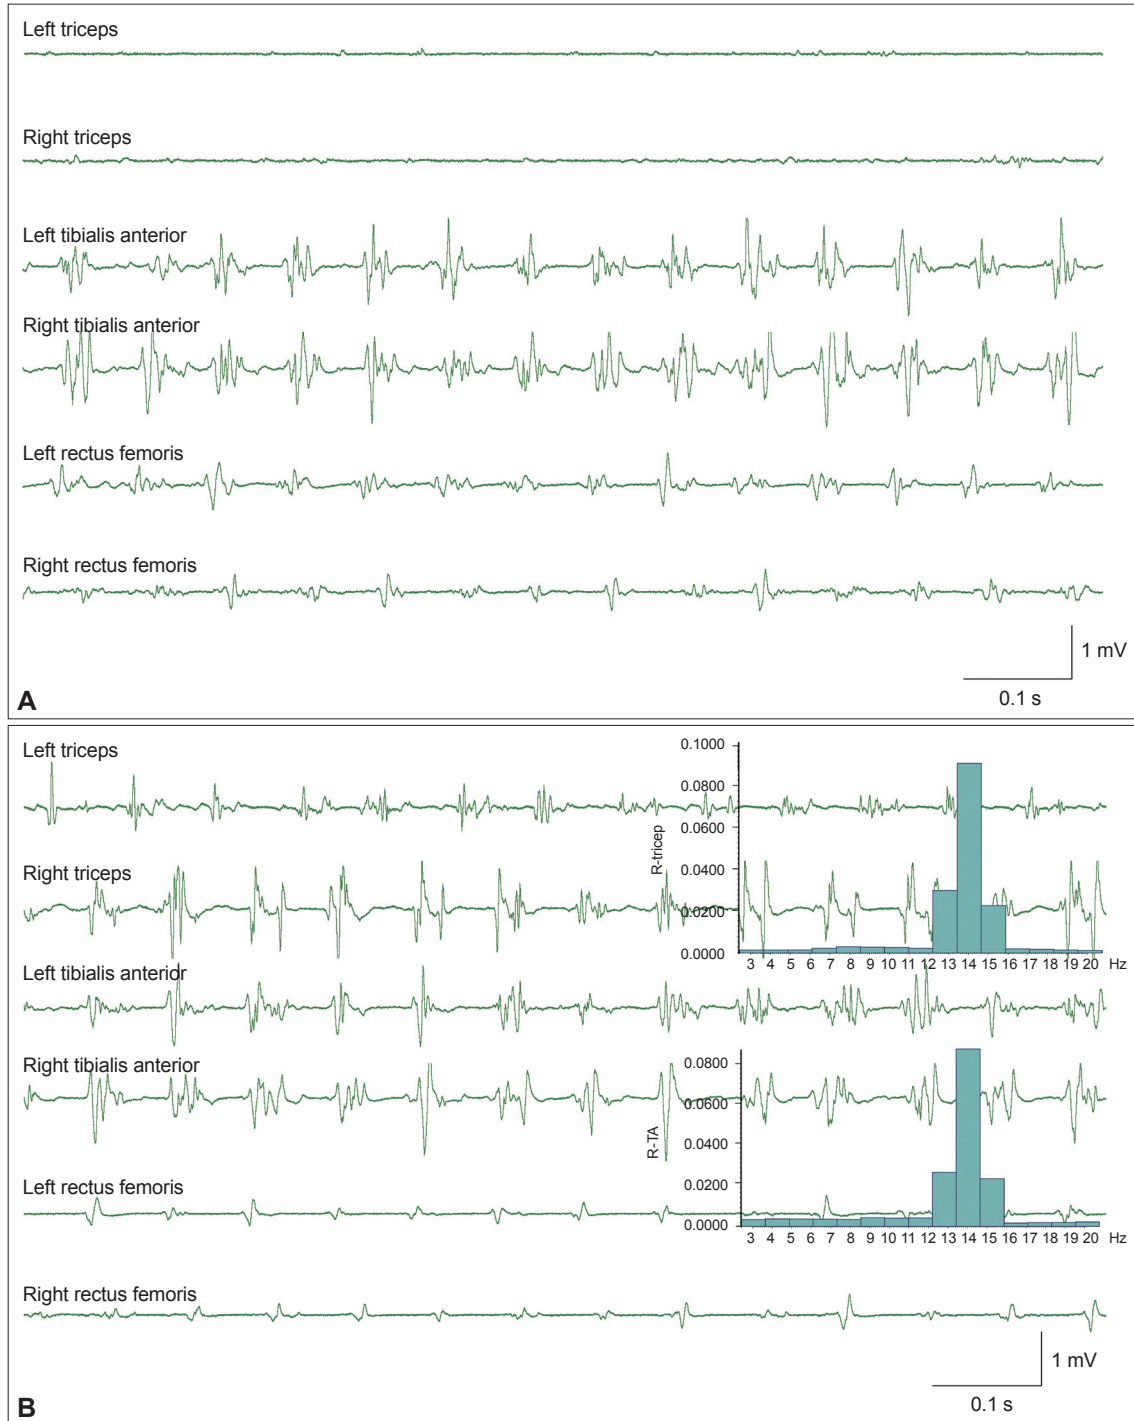 Left triceps
Right triceps
Left tibialis anterior
Right tibialis anterior
Left rectus femoris
Right rectus femoris
1 mV
0.1 s
A
Left triceps
Right triceps
Left tibialis anterior
Right tibialis anterior
Left rectus femoris
Right rectus femoris
R-tricep
0.1000
0.0800
0.0600
0.0400
0.0200
0.0000
3 4 5 6 7 8 9 10 11 12 13 14 15 16 17 18 19 20 Hz
R-TA
0.0800
0.0600
0.0400
0.0200
0.0000
3 4 5 6 7 8 9 10 11 12 13 14 15 16 17 18 19 20 Hz
1 mV
0.1 s
B